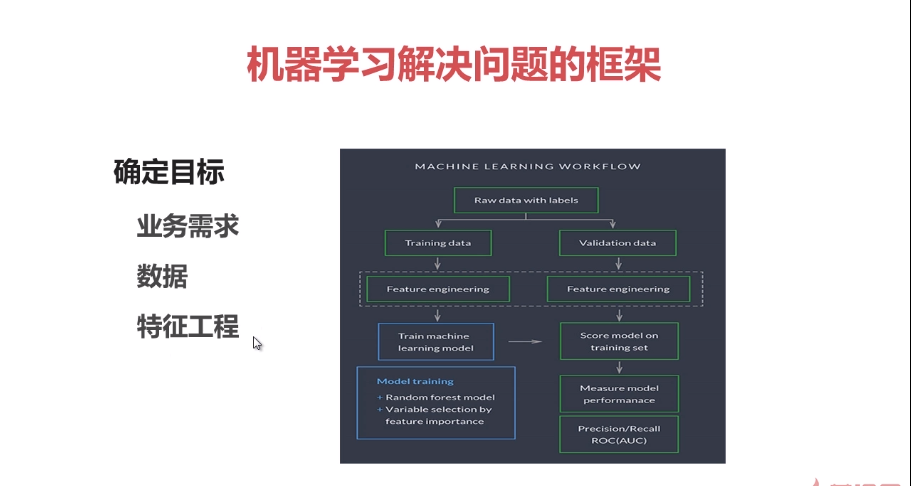 机器学习解决问题的框架
确定目标
业务需求
数据
特征工程
MACHINE LEARNING WORKFLOW
Raw data with labels
Training data
Validation data
Feature engineering
Feature engineering
Train machine
learning model
Score model on
training set
Model training
+ Random forest model
+ Variable selection by
feature importance
Measure model
performanace
Precision/Recall
ROC(AUC)